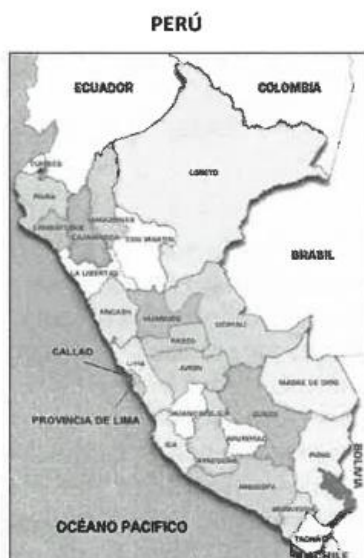 PERÚ
ECUADOR
COLOMBIA
TUMBES
LORETO
PIURA
AMAZONAS
LAMBAYEQUE
CAJAMARCA
SAN MARTIN
BRASIL
LA LIBERTAD
ANCASH
HUANUCO
UCAYALI
PASCO
CALLAO
LIMA
JUNIN
MADRE DE DIOS
PROVINCIA DE LIMA
CUSCO
ICA
APURIMAC
AYACUCHO
PUNO
BOLIVIA
AREQUIPA
MOQUEGUA
OCÉANO PACIFICO
TACNA
CHILE